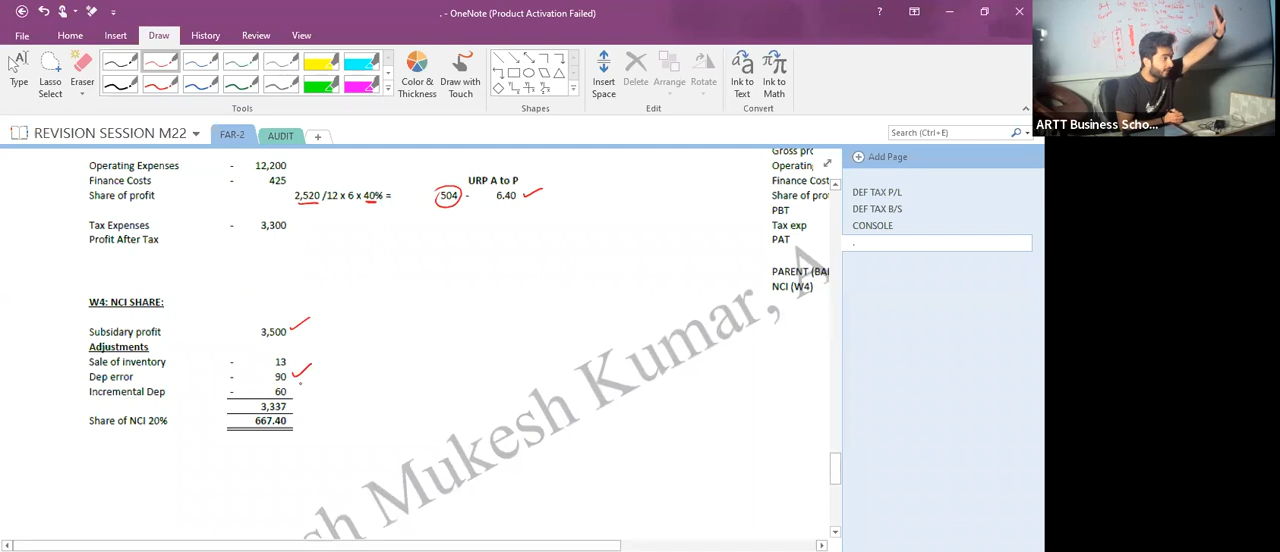 . - OneNote (Product Activation Failed)
File Home Insert Draw History Review View
Type Lasso Select Eraser
Color & Thickness Draw with Touch
Insert Space Delete Arrange Rotate Ink to Text Ink to Math
Tools Shapes Edit Convert
REVISION SESSION M22 FAR-2 AUDIT +
Search (Ctrl+E)
ARTT Business Scho...
Add Page
DEF TAX P/L
DEF TAX B/S
CONSOLE
.
Operating Expenses - 12,200
Finance Costs - 425
URP A to P
Share of profit 2,520 /12 x 6 x 40% = 504 - 6.40
Tax Expenses - 3,300
Profit After Tax
W4: NCI SHARE:
Subsidary profit 3,500
Adjustments
Sale of inventory - 13
Dep error - 90
Incremental Dep - 60
3,337
Share of NCI 20% 667.40
Gross pro
Operating
Finance Cost
Share of prof
PBT
Tax exp
PAT
PARENT (BAL
NCI (W4)
sh Mukesh Kumar, A